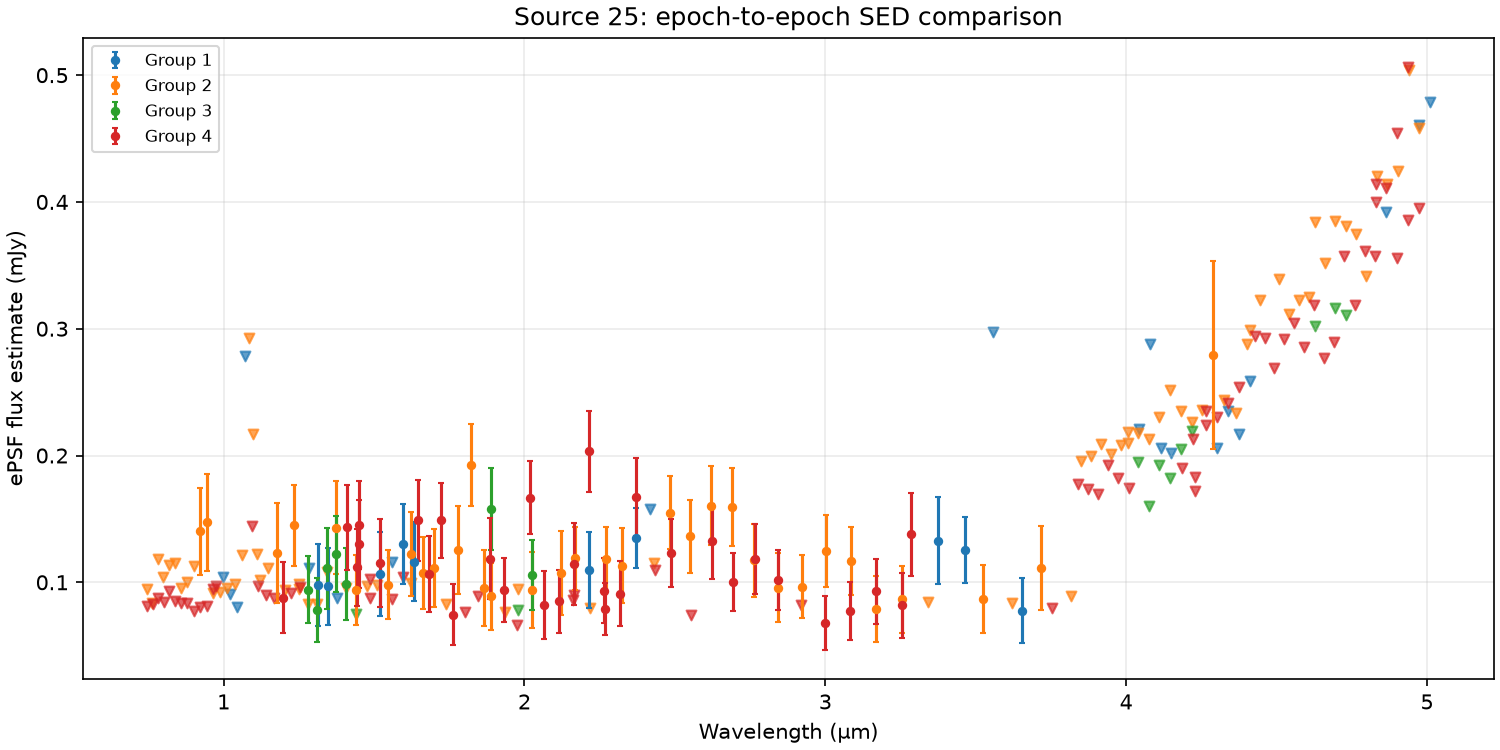 Source 25: epoch-to-epoch SED comparison
Group 1
Group 2
Group 3
Group 4
ePSF flux estimate (mJy)
0.5
0.4
0.3
0.2
0.1
1 2 3 4 5
Wavelength (μm)